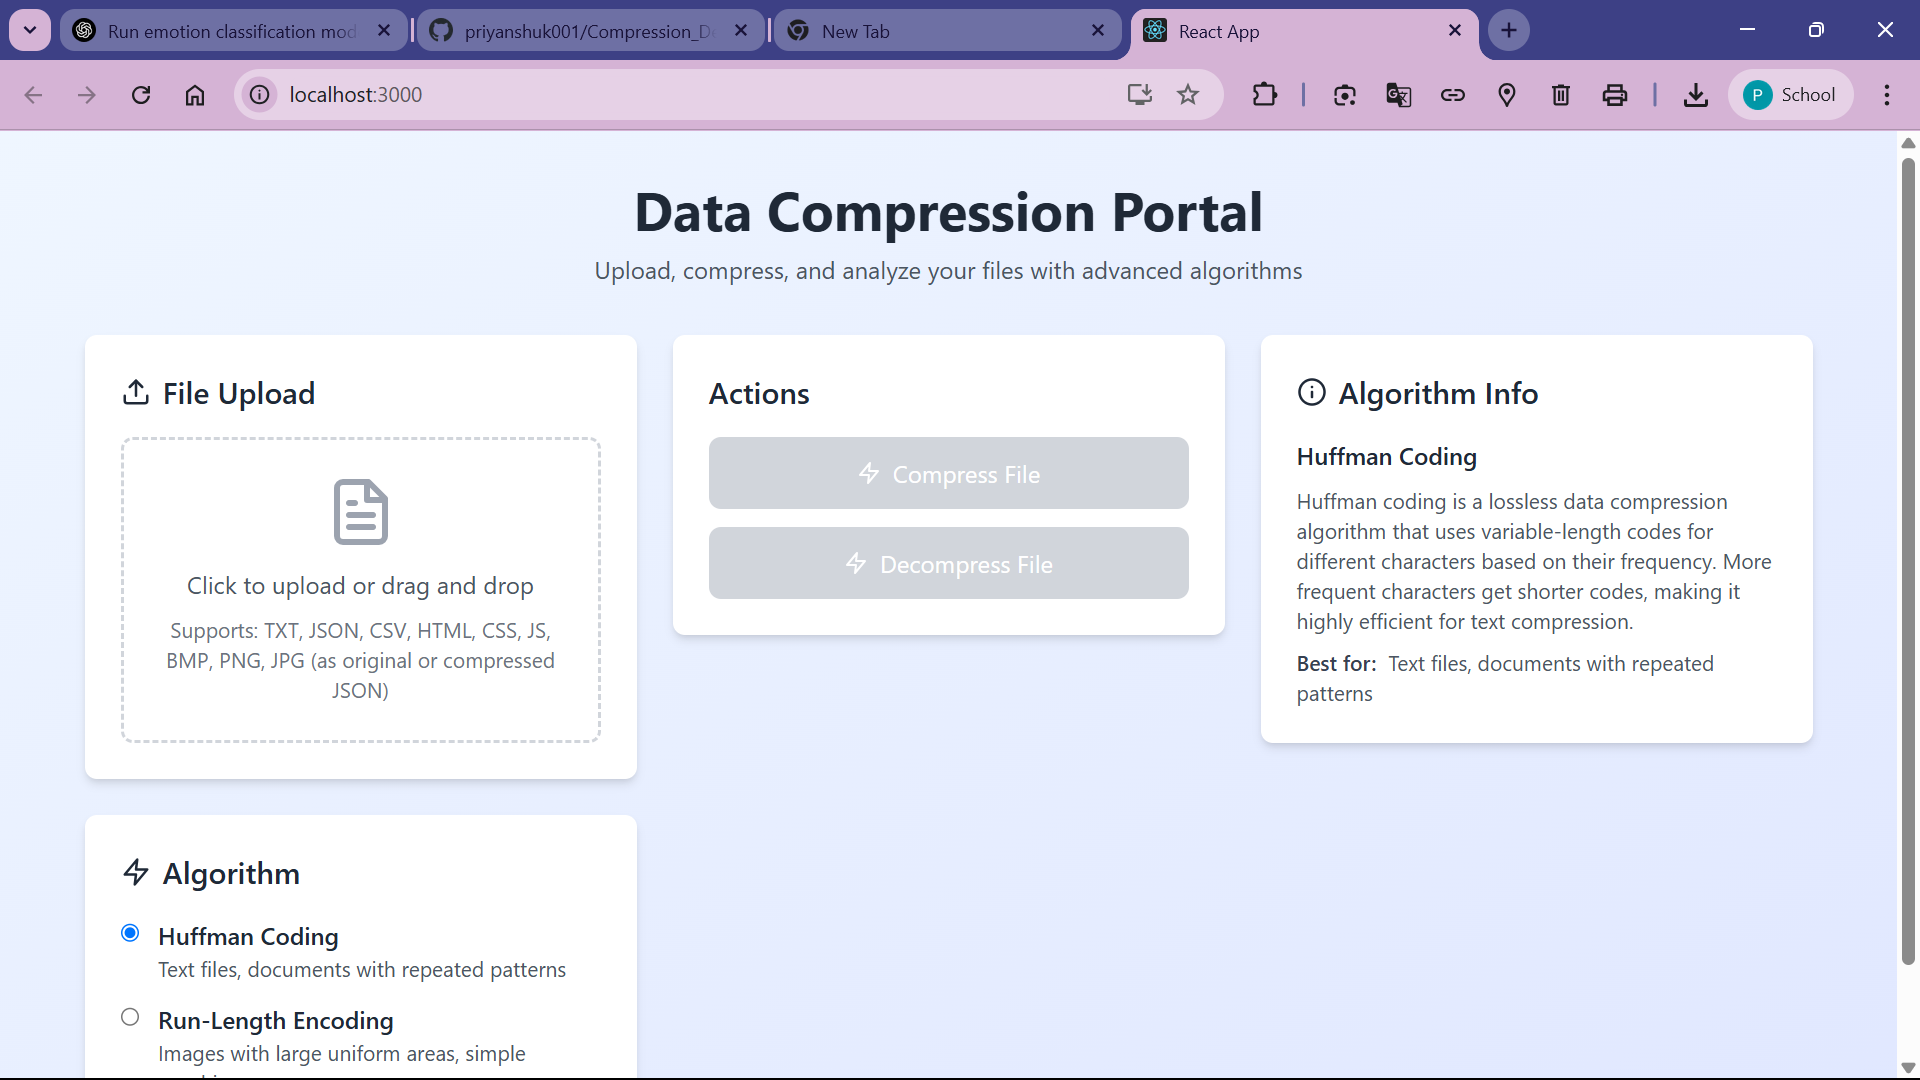 Run emotion classification mod
priyanshuk001/Compression_De
New Tab
React App
localhost:3000
P
School
Data Compression Portal
Upload, compress, and analyze your files with advanced algorithms
File Upload
Click to upload or drag and drop
Supports: TXT, JSON, CSV, HTML, CSS, JS,
BMP, PNG, JPG (as original or compressed
JSON)
Actions
Compress File
Decompress File
Algorithm Info
Huffman Coding
Huffman coding is a lossless data compression
algorithm that uses variable-length codes for
different characters based on their frequency. More
frequent characters get shorter codes, making it
highly efficient for text compression.
Best for: Text files, documents with repeated
patterns
Algorithm
Huffman Coding
Text files, documents with repeated patterns
Run-Length Encoding
Images with large uniform areas, simple